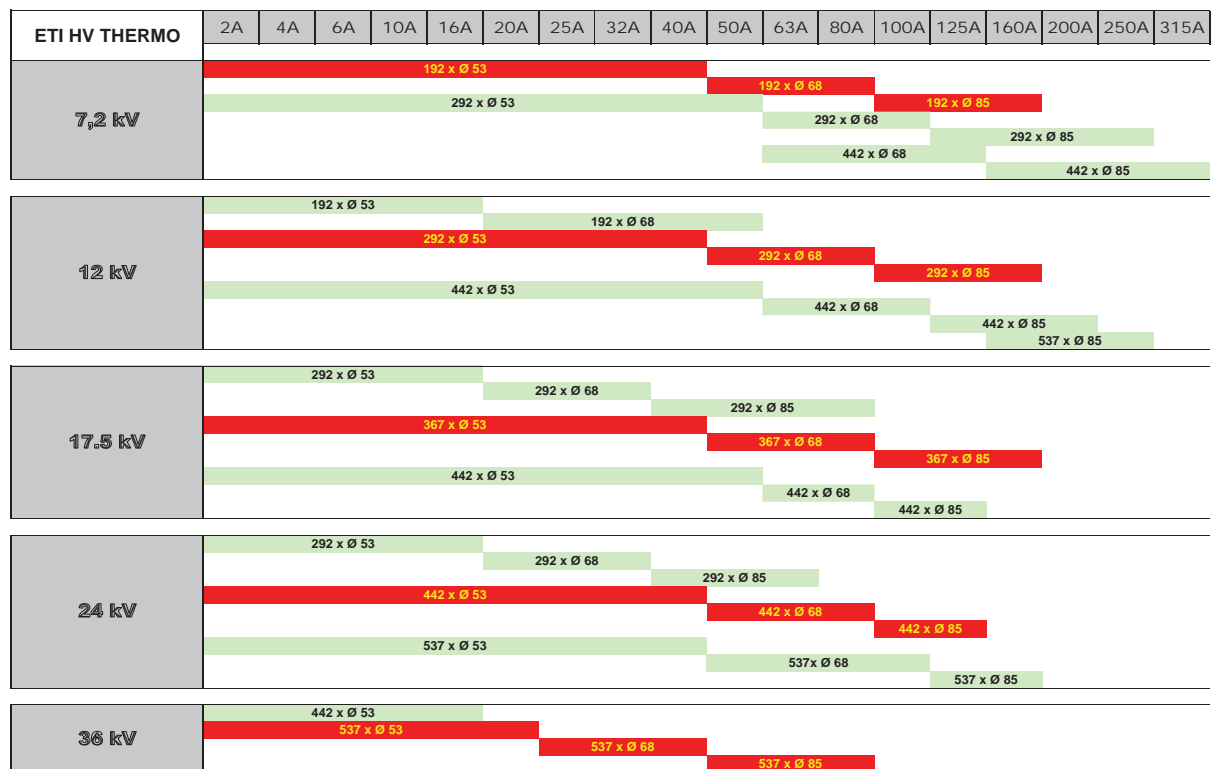 ETI HV THERMO 2A 4A 6A 10A 16A 20A 25A 32A 40A 50A 63A 80A 100A 125A 160A 200A 250A 315A
7,2 kV
192 x Ø 53
192 x Ø 68
292 x Ø 53 192 x Ø 85
292 x Ø 68
292 x Ø 85
442 x Ø 68
442 x Ø 85
12 kV
192 x Ø 53
192 x Ø 68
292 x Ø 53
292 x Ø 68
292 x Ø 85
442 x Ø 53
442 x Ø 68
442 x Ø 85
537 x Ø 85
17.5 kV
292 x Ø 53
292 x Ø 68
292 x Ø 85
367 x Ø 53
367 x Ø 68
367 x Ø 85
442 x Ø 53
442 x Ø 68
442 x Ø 85
24 kV
292 x Ø 53
292 x Ø 68
292 x Ø 85
442 x Ø 53
442 x Ø 68
442 x Ø 85
537 x Ø 53
537x Ø 68
537 x Ø 85
36 kV
442 x Ø 53
537 x Ø 53
537 x Ø 68
537 x Ø 85